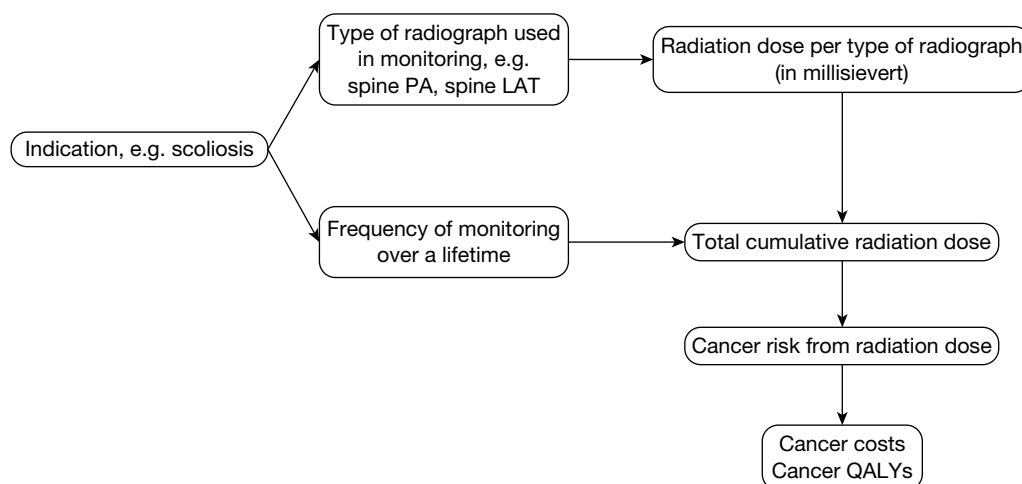 Type of radiograph used
in monitoring, e.g.
spine PA, spine LAT
Radiation dose per type of radiograph
(in millisievert)
Indication, e.g. scoliosis
Frequency of monitoring
over a lifetime
Total cumulative radiation dose
Cancer risk from radiation dose
Cancer costs
Cancer QALYs